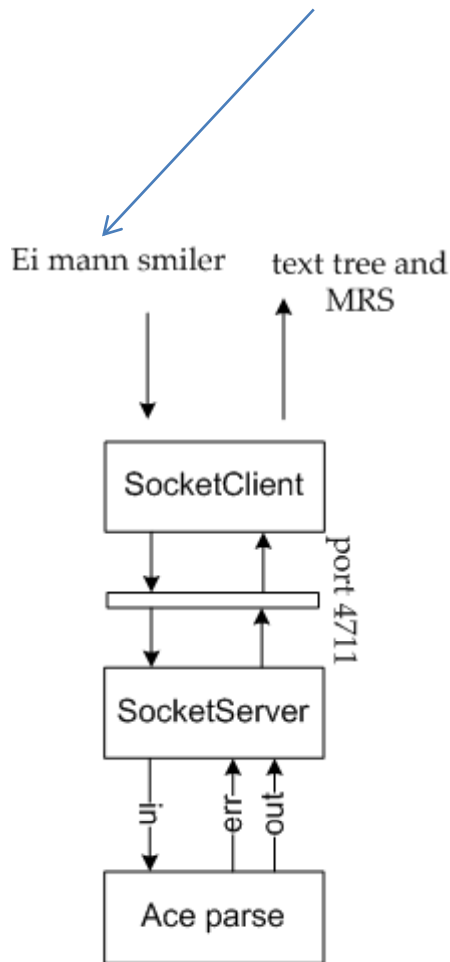 Ei mann smiler
text tree and
MRS
SocketClient
port 4711
SocketServer
in
err
out
Ace parse